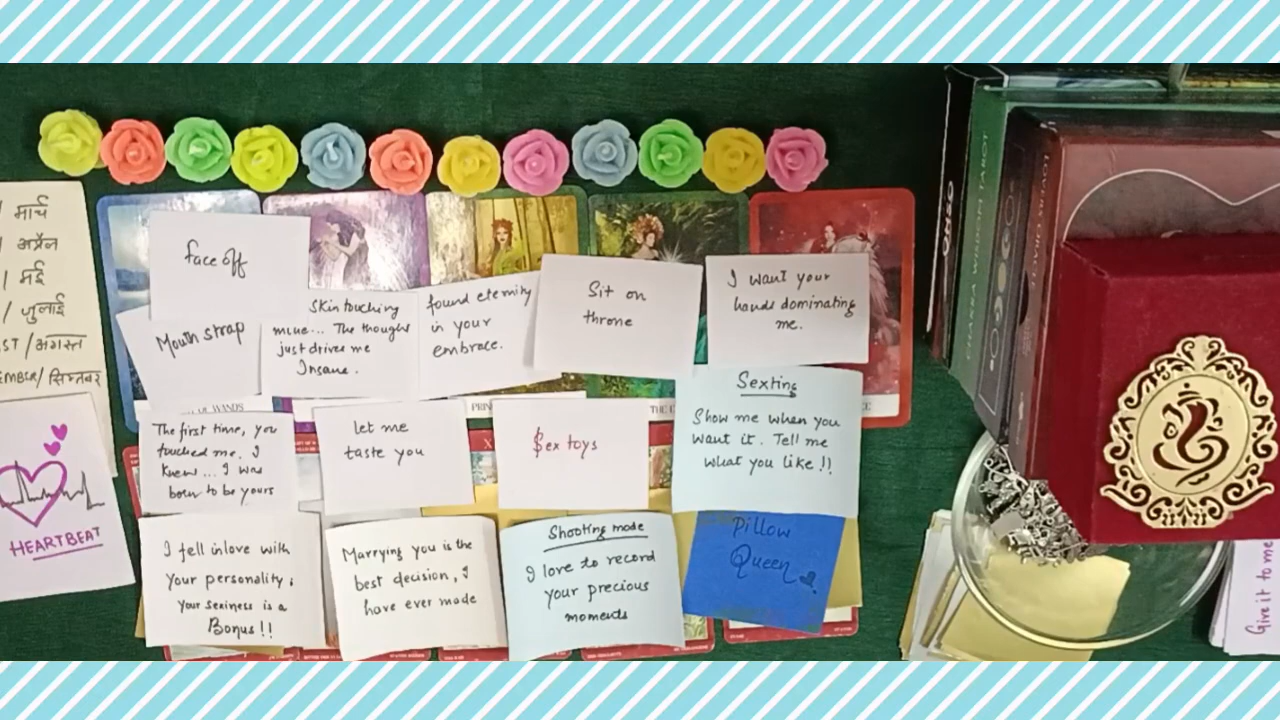 मार्च
अप्रैल
मई
/ जुलाई
ST/अगस्त
EMBER/सितम्बर
HEARTBEAT
face off
Mouth strap
Skin touching
mine... The thought
just drives me
Insane.
found eternity
in your
embrace.
Sit on
throne
I want your
hands dominating
me.
The first time, you
touched me. I
knew... I was
born to be yours
let me
taste you
$ex toys
Sexting
Show me when you
want it. Tell me
what you like !!
I fell inlove with
your personality.
your sexiness is a
Bonus !!
Marrying you is the
best decision, I
have ever made
Shooting mode
I love to record
your precious
moments
Pillow
Queen
OF WANDS
PRIN
THE
X
OSHO
CHAKRA WISDOM TAROT
Give it to me